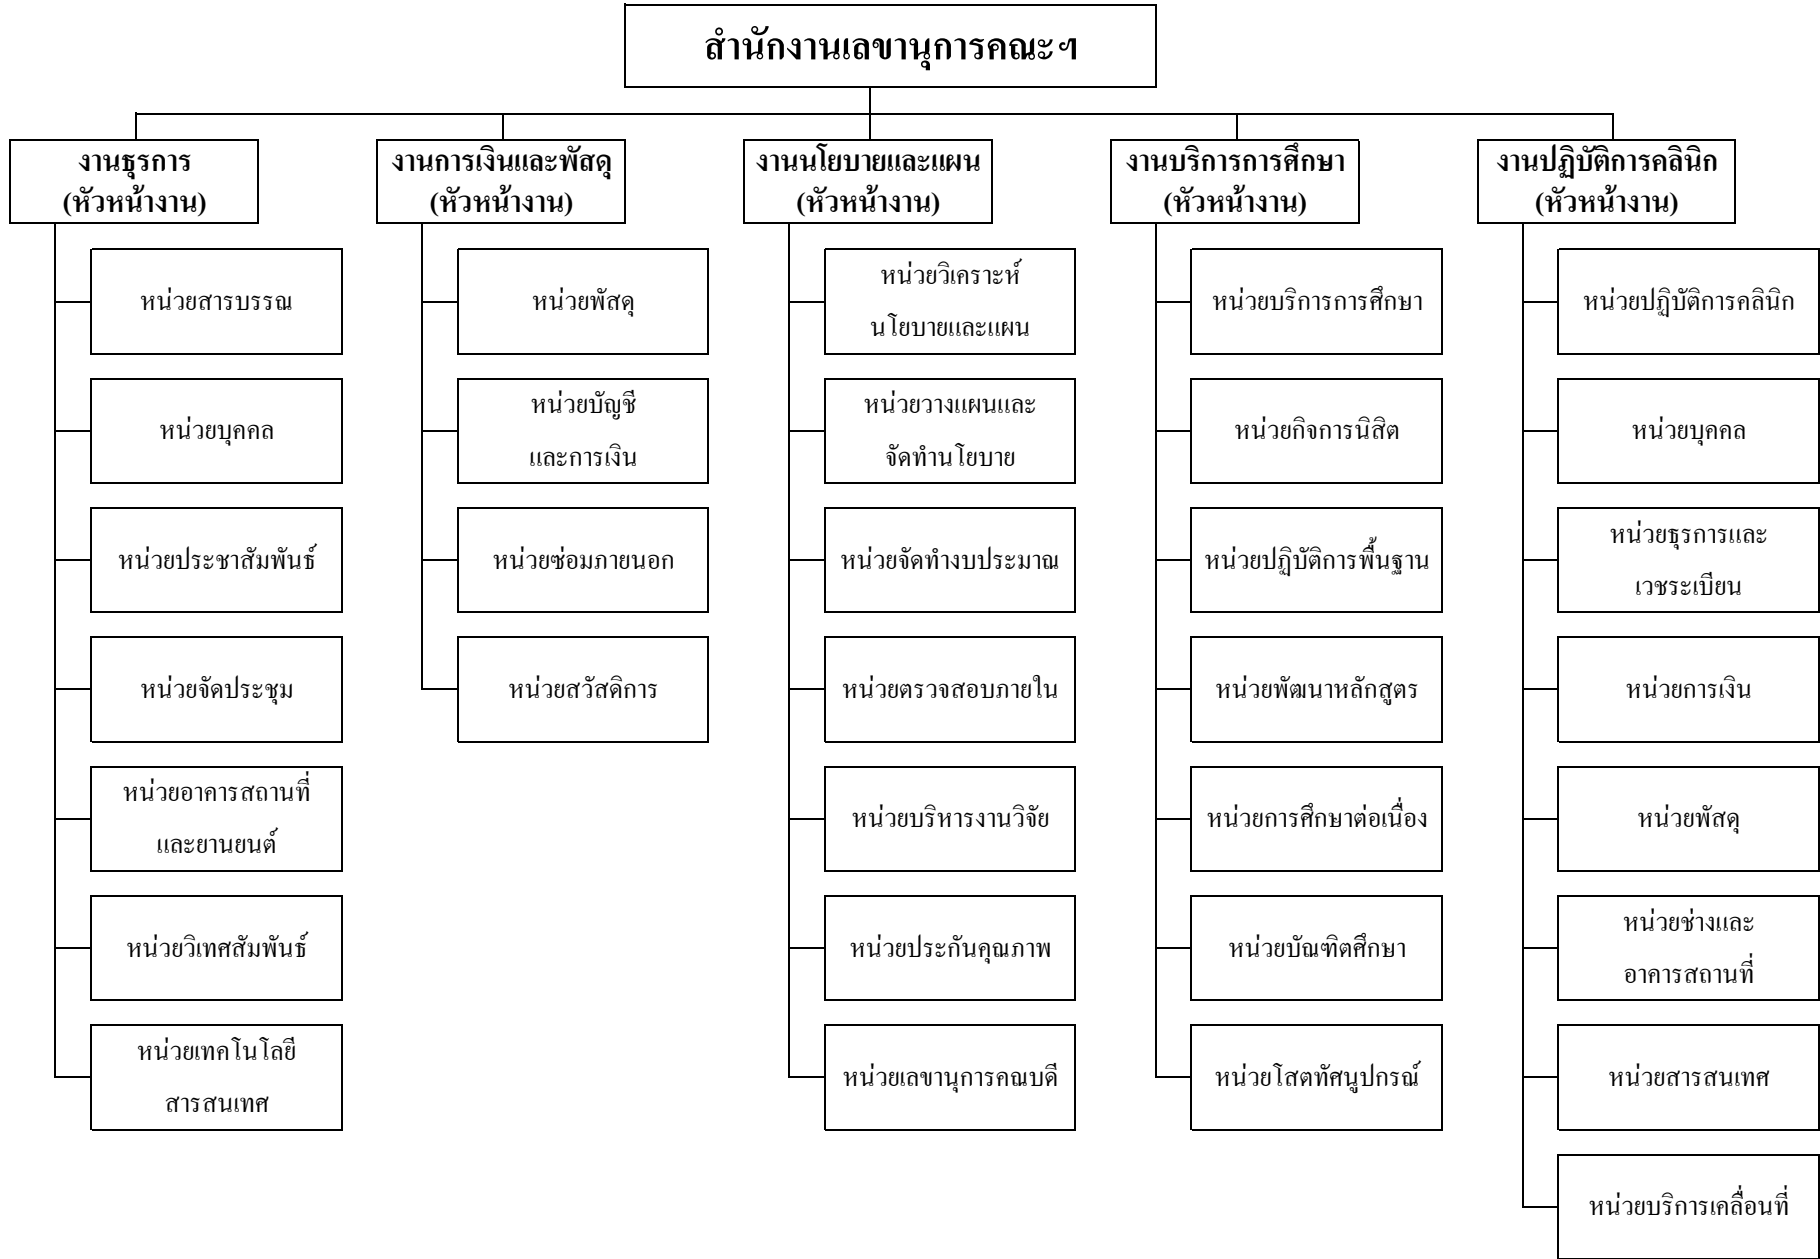 สำนักงานเลขานุการคณะฯ
งานธุรการ
(หัวหน้างาน)
หน่วยสารบรรณ
หน่วยบุคคล
หน่วยประชาสัมพันธ์
หน่วยจัดประชุม
หน่วยอาคารสถานที่
และยานยนต์
หน่วยวิเทศสัมพันธ์
หน่วยเทคโนโลยี
สารสนเทศ
งานการเงินและพัสดุ
(หัวหน้างาน)
หน่วยพัสดุ
หน่วยบัญชี
และการเงิน
หน่วยซ่อมภายนอก
หน่วยสวัสดิการ
งานนโยบายและแผน
(หัวหน้างาน)
หน่วยวิเคราะห์
นโยบายและแผน
หน่วยวางแผนและ
จัดทำนโยบาย
หน่วยจัดทำงบประมาณ
หน่วยตรวจสอบภายใน
หน่วยบริหารงานวิจัย
หน่วยประกันคุณภาพ
หน่วยเลขานุการคณบดี
งานบริการการศึกษา
(หัวหน้างาน)
หน่วยบริการการศึกษา
หน่วยกิจการนิสิต
หน่วยปฏิบัติการพื้นฐาน
หน่วยพัฒนาหลักสูตร
หน่วยการศึกษาต่อเนื่อง
หน่วยบัณฑิตศึกษา
หน่วยโสตทัศนูปกรณ์
งานปฏิบัติการคลินิก
(หัวหน้างาน)
หน่วยปฏิบัติการคลินิก
หน่วยบุคคล
หน่วยธุรการและ
เวชระเบียน
หน่วยการเงิน
หน่วยพัสดุ
หน่วยช่างและ
อาคารสถานที่
หน่วยสารสนเทศ
หน่วยบริการเคลื่อนที่